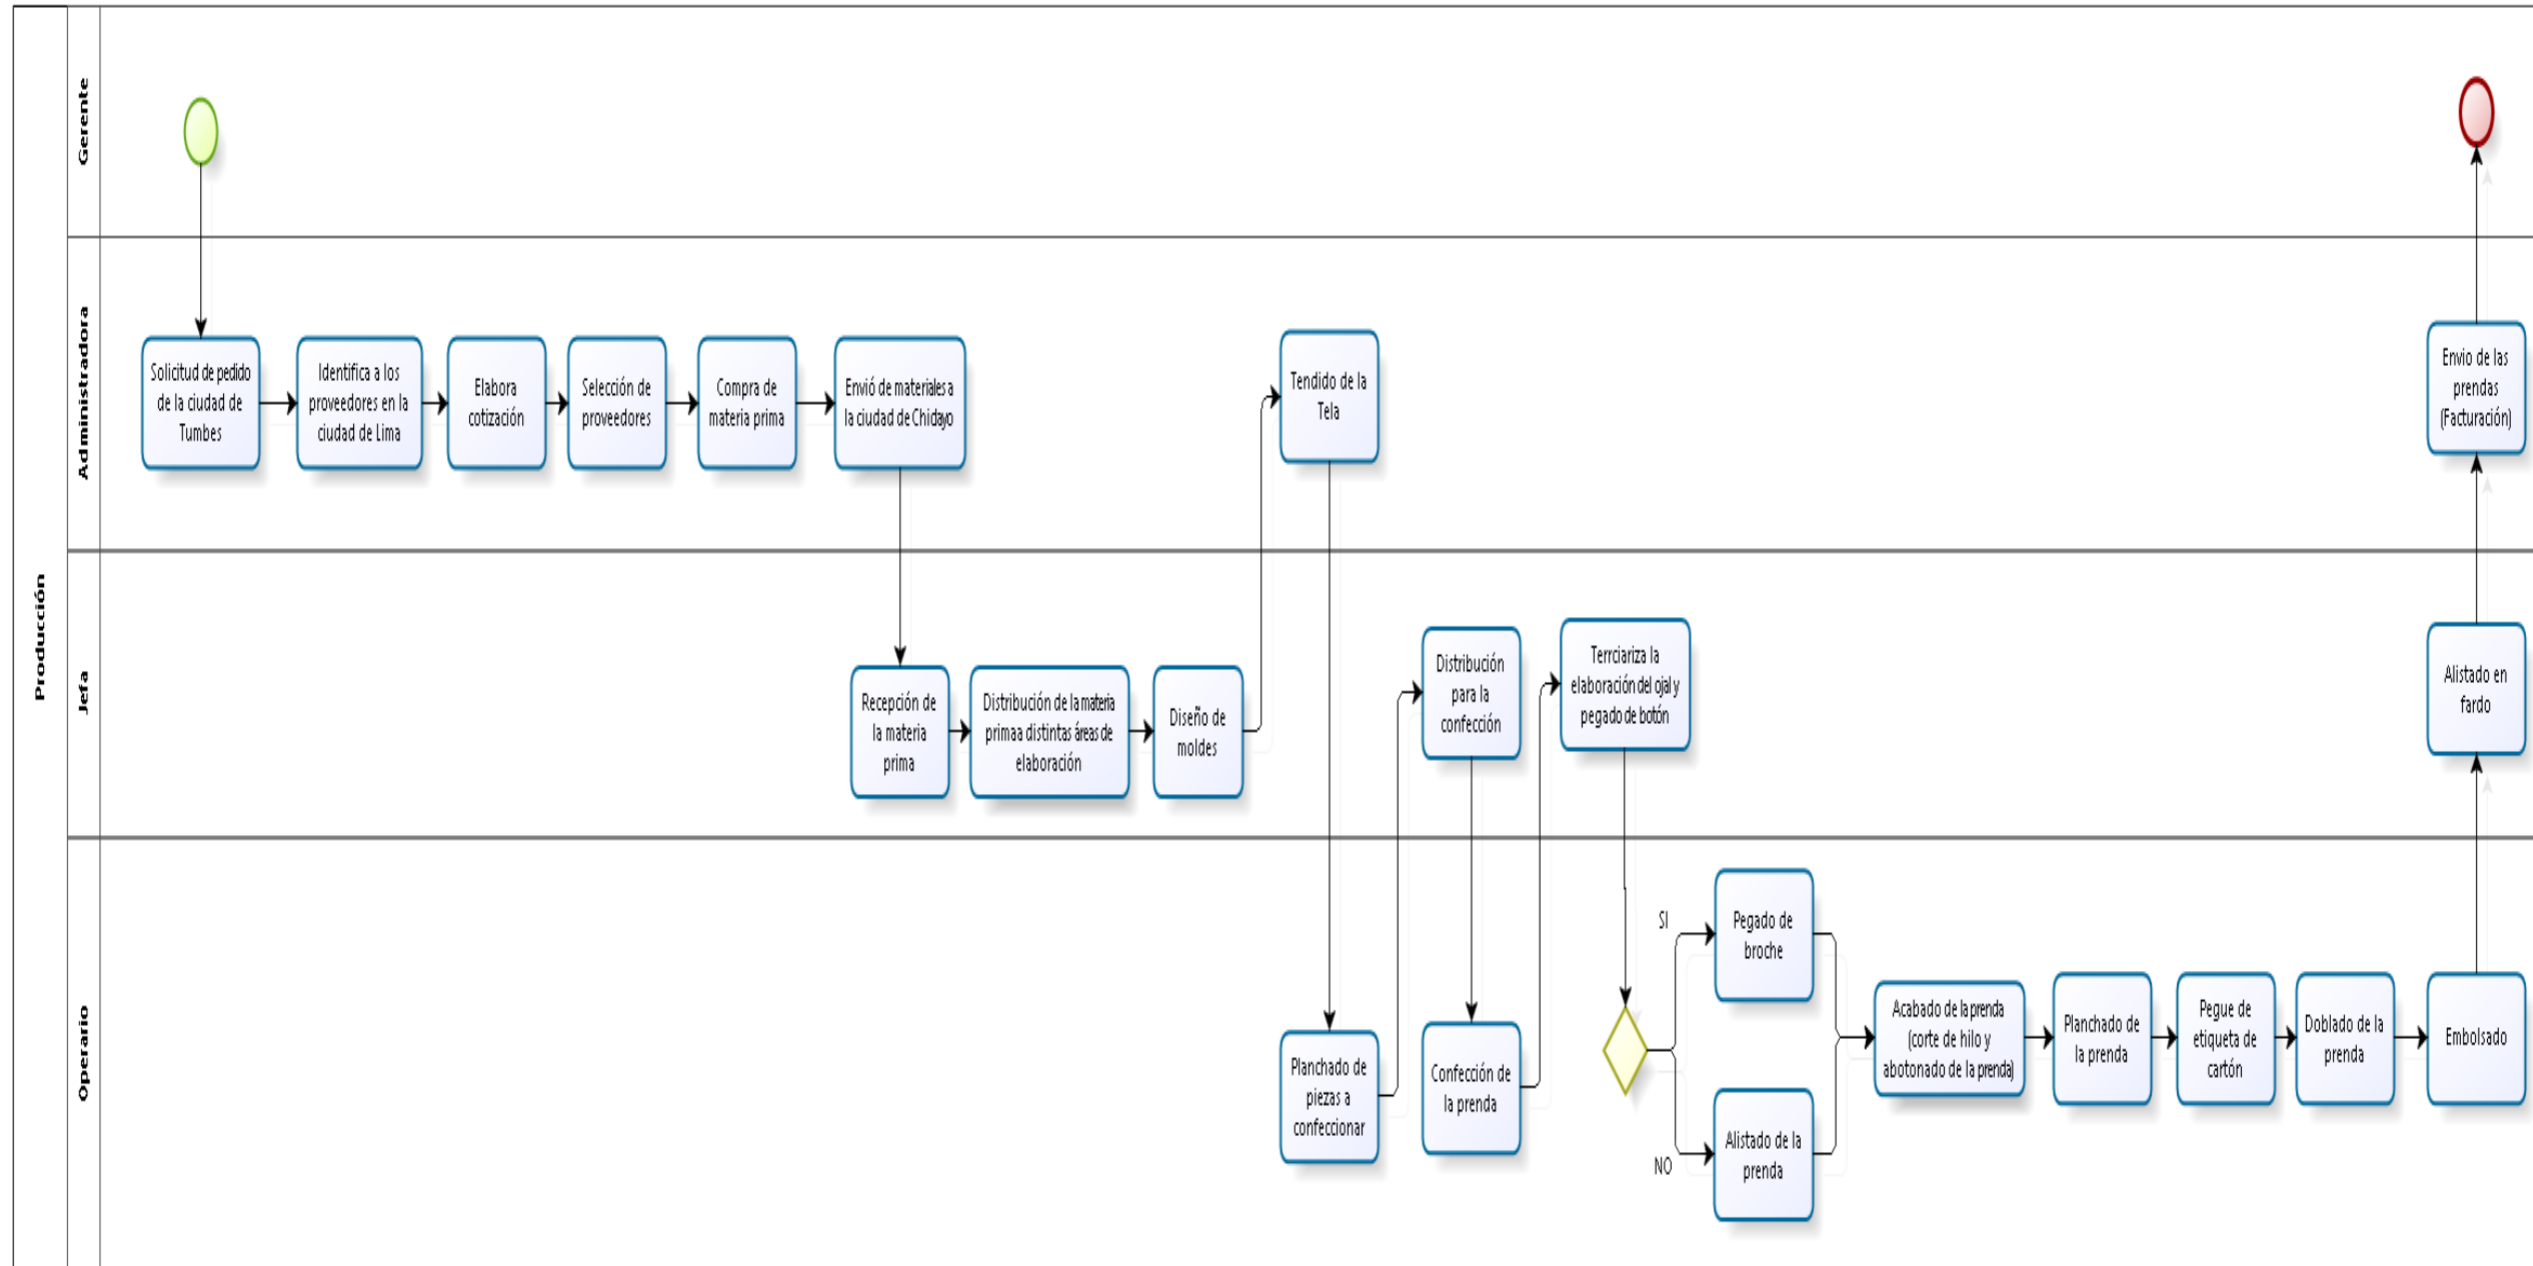 Producción
Gerente
Administradora
Solicitud de pedido
de la ciudad de
Tumbes
Identifica a los
proveedores en la
ciudad de Lima
Elabora
cotización
Selección de
proveedores
Compra de
materia prima
Envió de materiales a
la ciudad de Chiclayo
Tendido de la
Tela
Envio de las
prendas
(Facturación)
Jefa
Recepción de
la materia
prima
Distribución de la materia
prima a distintas áreas de
elaboración
Diseño de
moldes
Distribución
para la
confección
Terrciariza la
elaboración del ojal y
pegado de botón
Alistado en
fardo
Operario
Planchado de
piezas a
confeccionar
Confección de
la prenda
SI
NO
Pegado de
broche
Alistado de la
prenda
Acabado de la prenda
(corte de hilo y
abotonado de la prenda)
Planchado de
la prenda
Pegue de
etiqueta de
cartón
Doblado de la
prenda
Embolsado